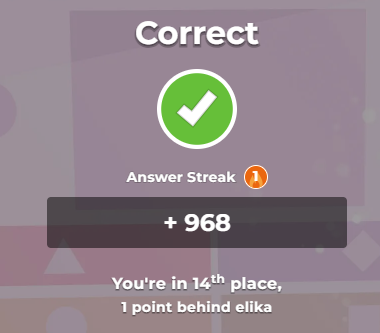 Correct
Answer Streak 1
+ 968
You're in 14th place,
1 point behind elika